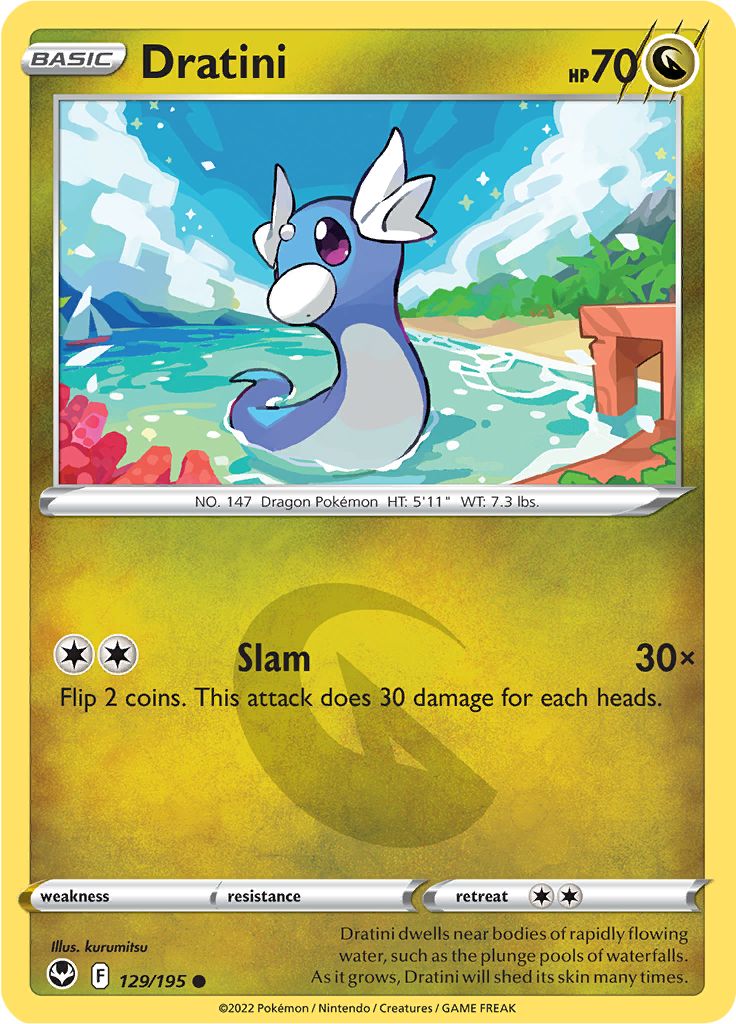 BASIC Dratini HP70
NO. 147 Dragon Pokémon HT: 5'11" WT: 7.3 lbs.
Slam 30×
Flip 2 coins. This attack does 30 damage for each heads.
weakness resistance retreat
Illus. kurumitsu
Dratini dwells near bodies of rapidly flowing
water, such as the plunge pools of waterfalls.
As it grows, Dratini will shed its skin many times.
F 129/195
©2022 Pokémon / Nintendo / Creatures / GAME FREAK